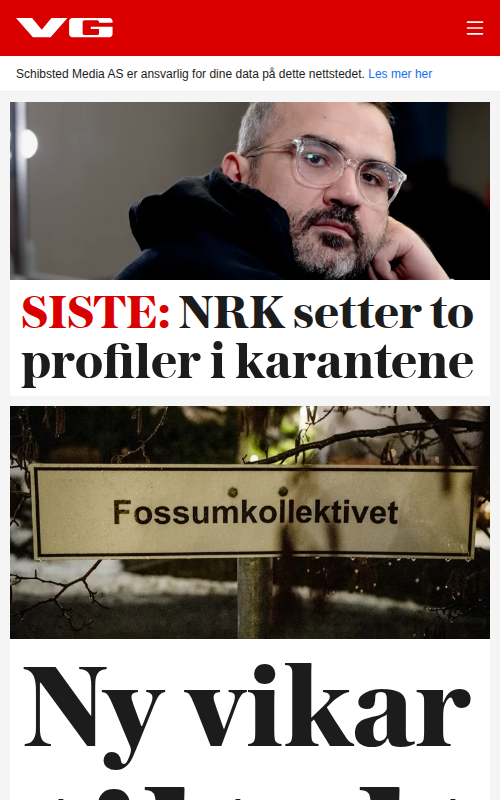 VG
Schibsted Media AS er ansvarlig for dine data på dette nettstedet. Les mer her
SISTE: NRK setter to
profiler i karantene
Fossumkollektivet
Ny vikar